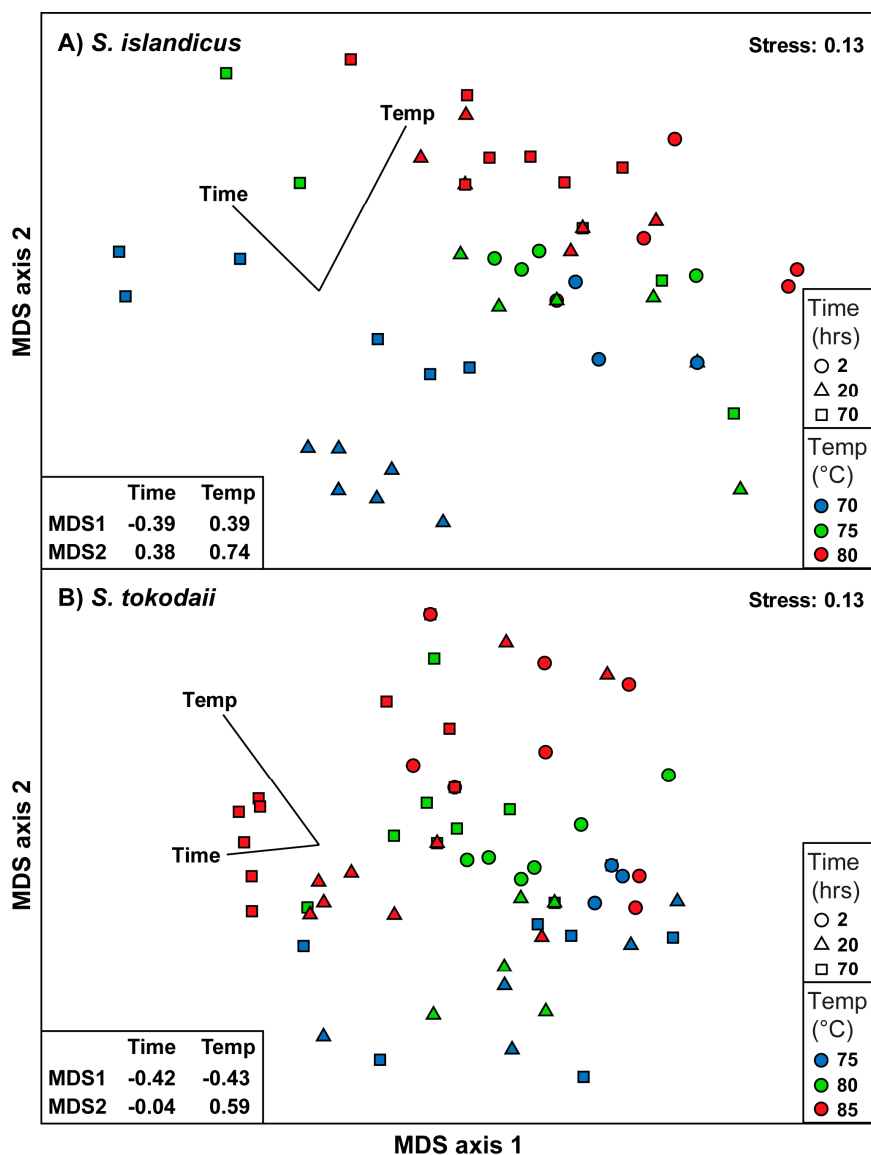 A) S. islandicus
Stress: 0.13
Temp
Time
MDS axis 2
Time
(hrs)
2
20
70
Temp
(°C)
70
75
80
Time Temp
MDS1 -0.39 0.39
MDS2 0.38 0.74
B) S. tokodaii
Stress: 0.13
Temp
Time
MDS axis 2
Time
(hrs)
2
20
70
Temp
(°C)
75
80
85
Time Temp
MDS1 -0.42 -0.43
MDS2 -0.04 0.59
MDS axis 1